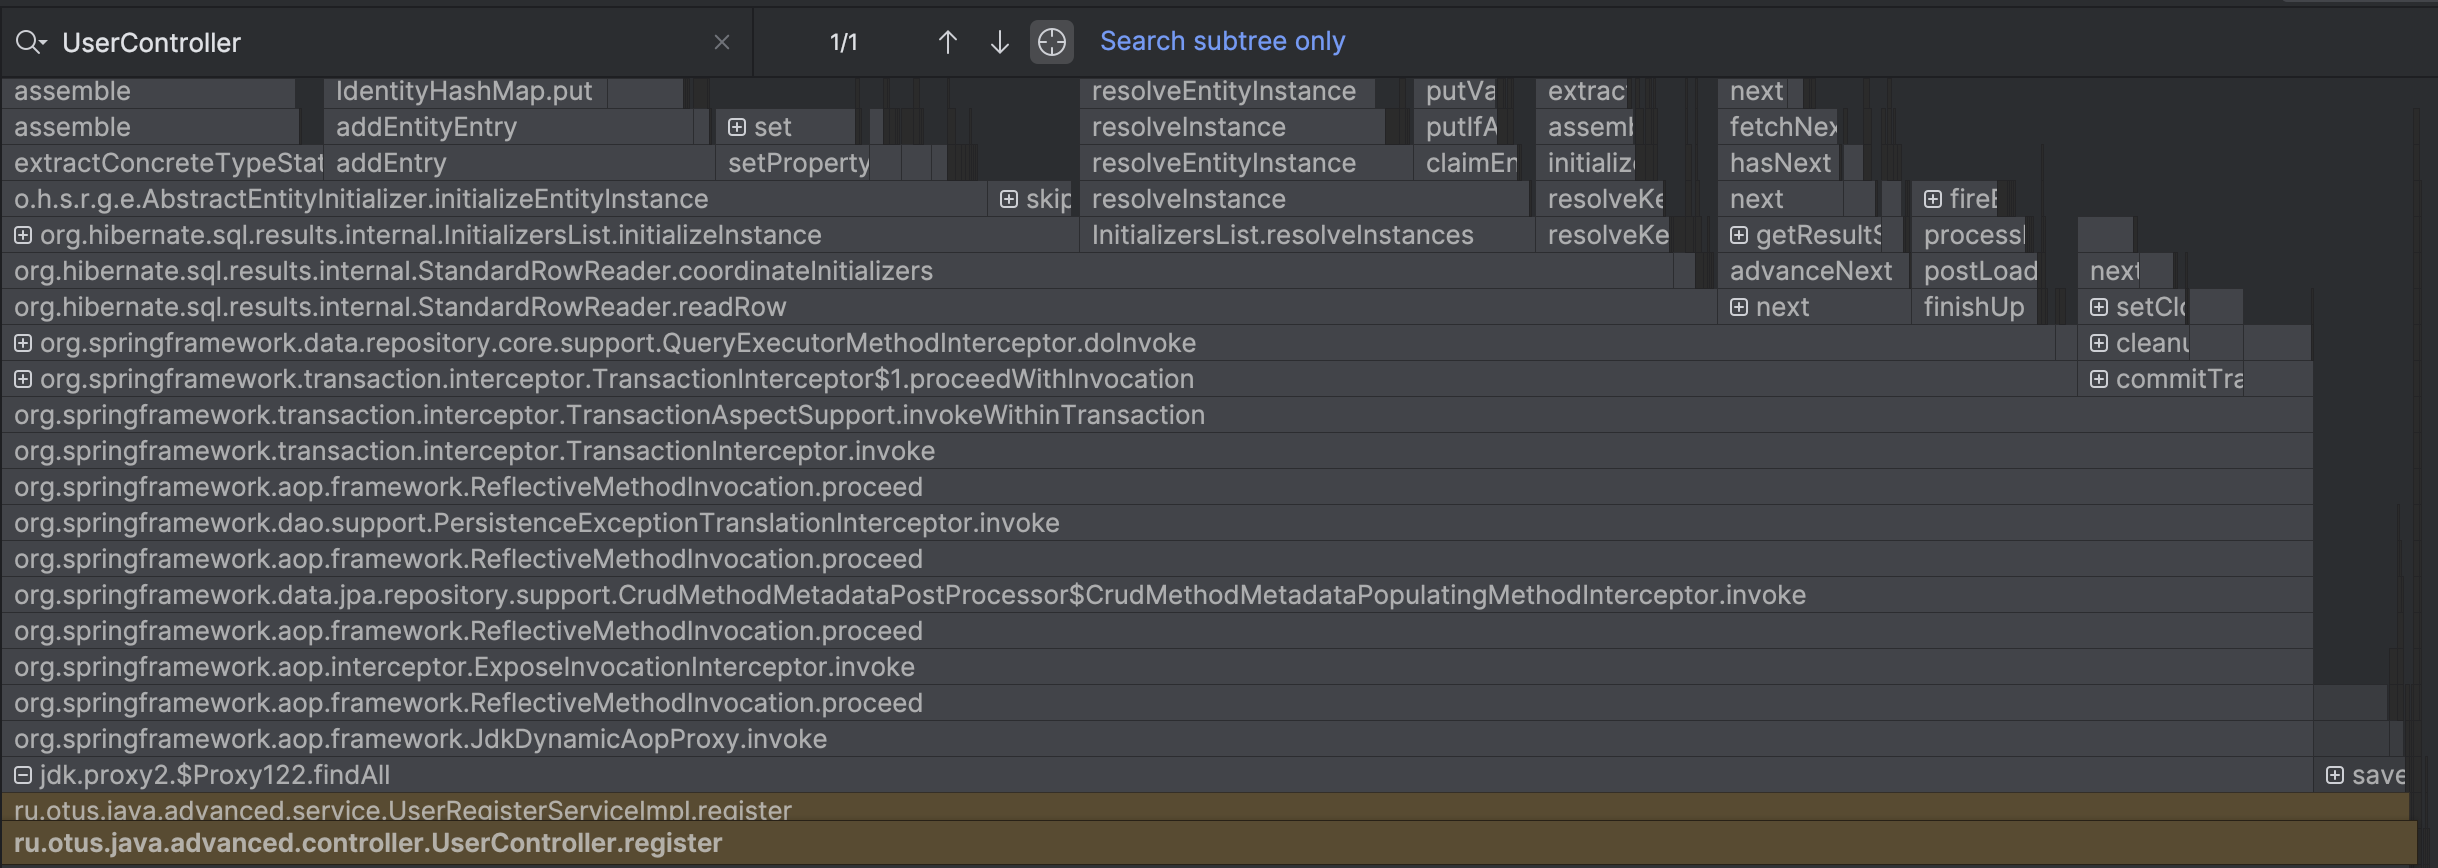 UserController 1/1 Search subtree only
assemble IdentityHashMap.put resolveEntityInstance putVa extrac next
assemble addEntityEntry set resolveInstance putIfA assem fetchNex
extractConcreteTypeStat addEntry setProperty resolveEntityInstance claimEn initializ hasNext
o.h.s.r.g.e.AbstractEntityInitializer.initializeEntityInstance skip resolveInstance resolveKe next fireE
org.hibernate.sql.results.internal.InitializersList.initializeInstance InitializersList.resolveInstances resolveKe getResultS process
org.hibernate.sql.results.internal.StandardRowReader.coordinateInitializers advanceNext postLoad next
org.hibernate.sql.results.internal.StandardRowReader.readRow next finishUp setClo
org.springframework.data.repository.core.support.QueryExecutorMethodInterceptor.doInvoke cleanu
org.springframework.transaction.interceptor.TransactionInterceptor$1.proceedWithInvocation commitTra
org.springframework.transaction.interceptor.TransactionAspectSupport.invokeWithinTransaction
org.springframework.transaction.interceptor.TransactionInterceptor.invoke
org.springframework.aop.framework.ReflectiveMethodInvocation.proceed
org.springframework.dao.support.PersistenceExceptionTranslationInterceptor.invoke
org.springframework.aop.framework.ReflectiveMethodInvocation.proceed
org.springframework.data.jpa.repository.support.CrudMethodMetadataPostProcessor$CrudMethodMetadataPopulatingMethodInterceptor.invoke
org.springframework.aop.framework.ReflectiveMethodInvocation.proceed
org.springframework.aop.interceptor.ExposeInvocationInterceptor.invoke
org.springframework.aop.framework.ReflectiveMethodInvocation.proceed
org.springframework.aop.framework.JdkDynamicAopProxy.invoke
jdk.proxy2.$Proxy122.findAll save
ru.otus.java.advanced.service.UserRegisterServiceImpl.register
ru.otus.java.advanced.controller.UserController.register